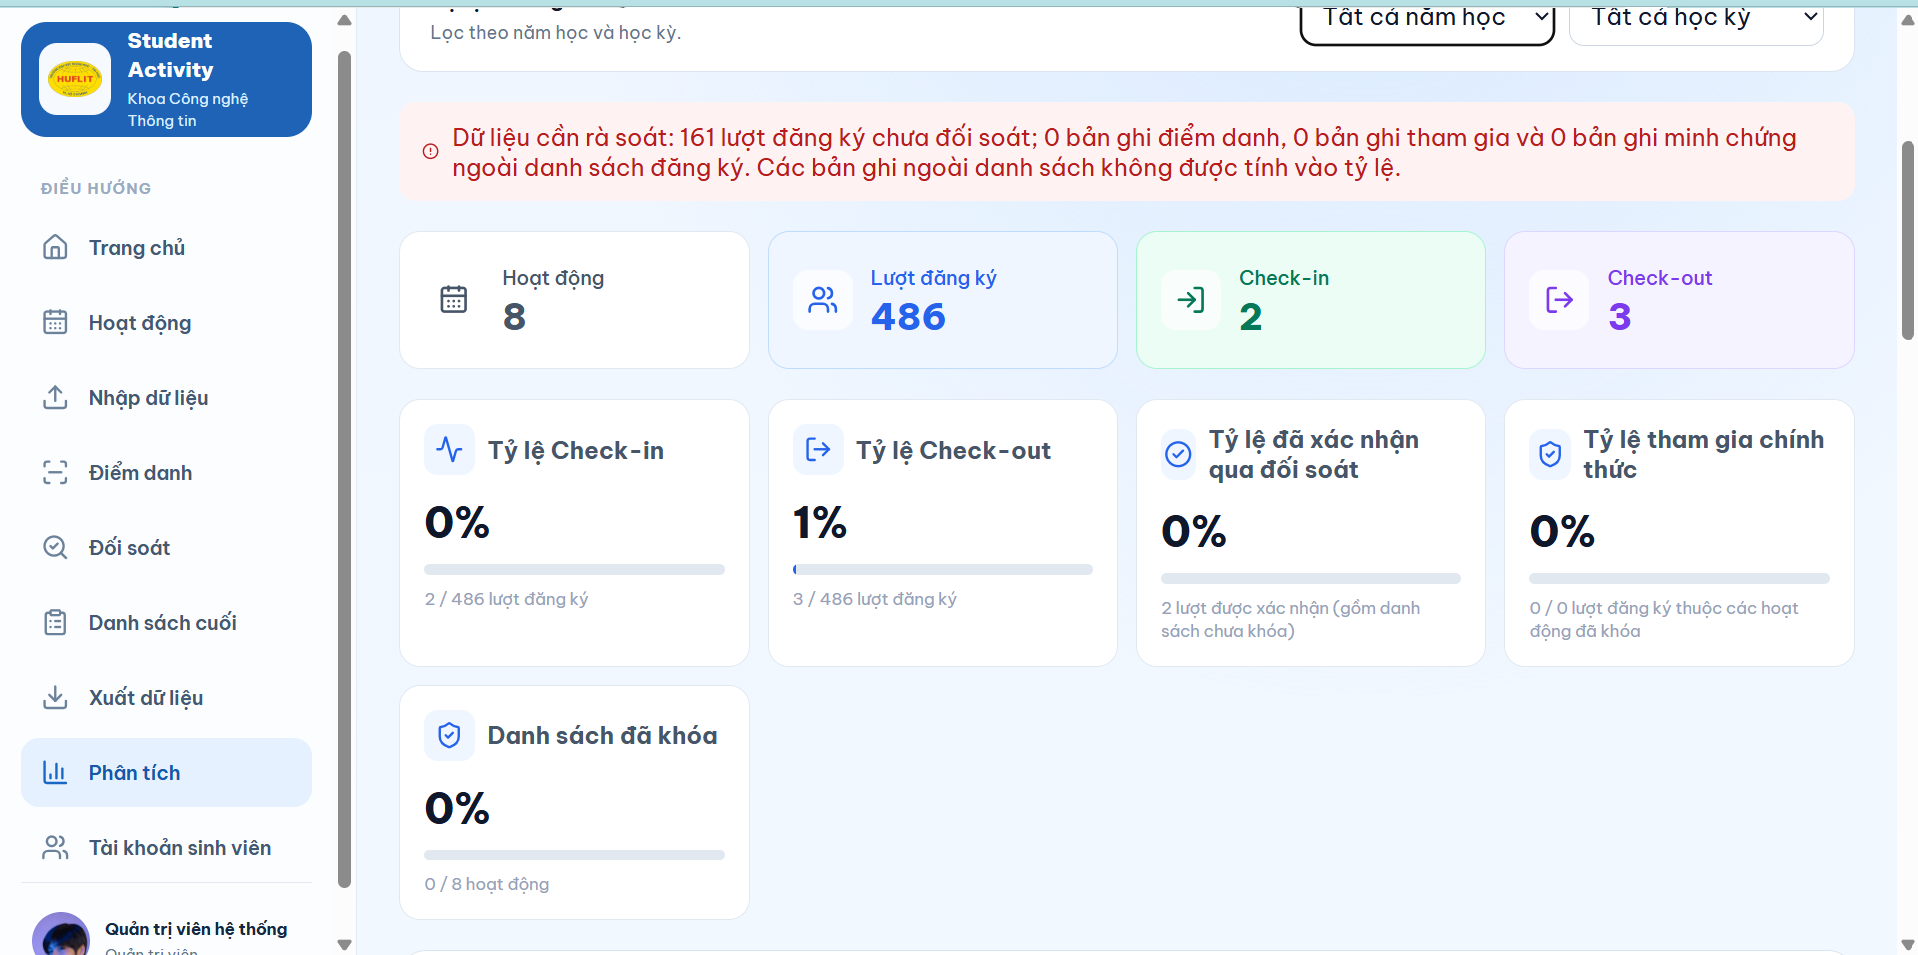 Student
Activity
Khoa Công nghệ
Thông tin
HUFLIT
ĐIỀU HƯỚNG
Trang chủ
Hoạt động
Nhập dữ liệu
Điểm danh
Đối soát
Danh sách cuối
Xuất dữ liệu
Phân tích
Tài khoản sinh viên
Quản trị viên hệ thống
Quản trị viên
Lọc theo năm học và học kỳ.
Tất cả năm học
Tất cả học kỳ
Dữ liệu cần rà soát: 161 lượt đăng ký chưa đối soát; 0 bản ghi điểm danh, 0 bản ghi tham gia và 0 bản ghi minh chứng
ngoài danh sách đăng ký. Các bản ghi ngoài danh sách không được tính vào tỷ lệ.
Hoạt động
8
Lượt đăng ký
486
Check-in
2
Check-out
3
Tỷ lệ Check-in
0%
2 / 486 lượt đăng ký
Tỷ lệ Check-out
1%
3 / 486 lượt đăng ký
Tỷ lệ đã xác nhận
qua đối soát
0%
2 lượt được xác nhận (gồm danh
sách chưa khóa)
Tỷ lệ tham gia chính
thức
0%
0 / 0 lượt đăng ký thuộc các hoạt
động đã khóa
Danh sách đã khóa
0%
0 / 8 hoạt động